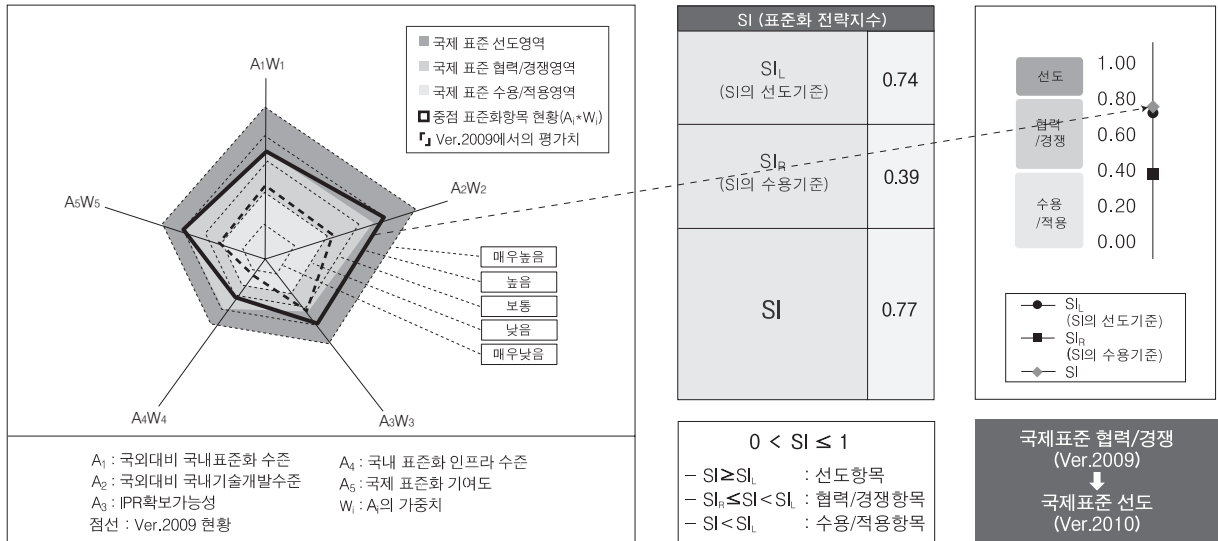 국제 표준 선도영역
국제 표준 협력/경쟁영역
국제 표준 수용/적용영역
중점 표준화항목 현황(Ai*Wi)
Ver.2009에서의 평가치
A1W1
A2W2
A3W3
A4W4
A5W5
매우높음
높음
보통
낮음
매우낮음
A1 : 국외대비 국내표준화 수준
A2 : 국외대비 국내기술개발수준
A3 : IPR확보가능성
점선 : Ver.2009 현황
A4 : 국내 표준화 인프라 수준
A5 : 국제 표준화 기여도
Wi : Ai의 가중치
SI (표준화 전략지수)
SIL
(SI의 선도기준)
0.74
SIR
(SI의 수용기준)
0.39
SI
0.77
0 < SI ≤ 1
– SI≥SIL : 선도항목
– SIR≤SI<SIL : 협력/경쟁항목
– SI<SIL : 수용/적용항목
선도
협력
/경쟁
수용
/적용
1.00
0.80
0.60
0.40
0.20
0.00
SIL
(SI의 선도기준)
SIR
(SI의 수용기준)
SI
국제표준 협력/경쟁
(Ver.2009)
국제표준 선도
(Ver.2010)